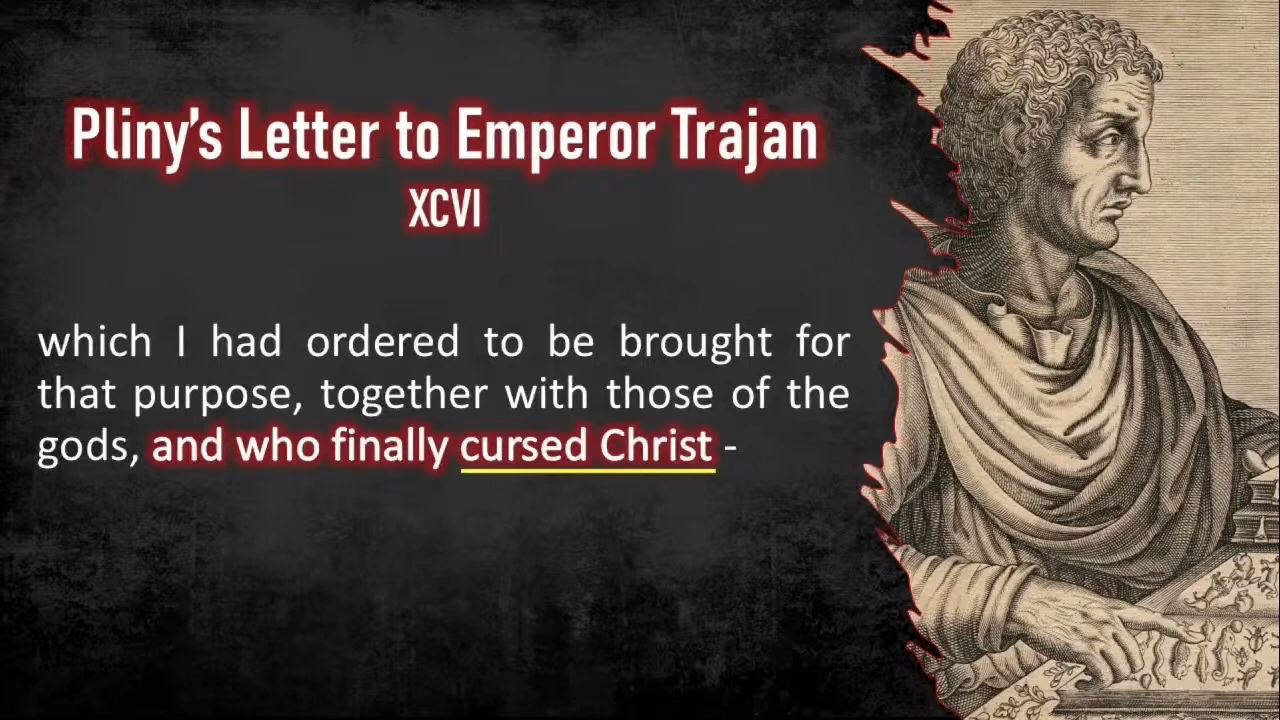 Pliny's Letter to Emperor Trajan
XCVI
which I had ordered to be brought for
that purpose, together with those of the
gods, and who finally cursed Christ -